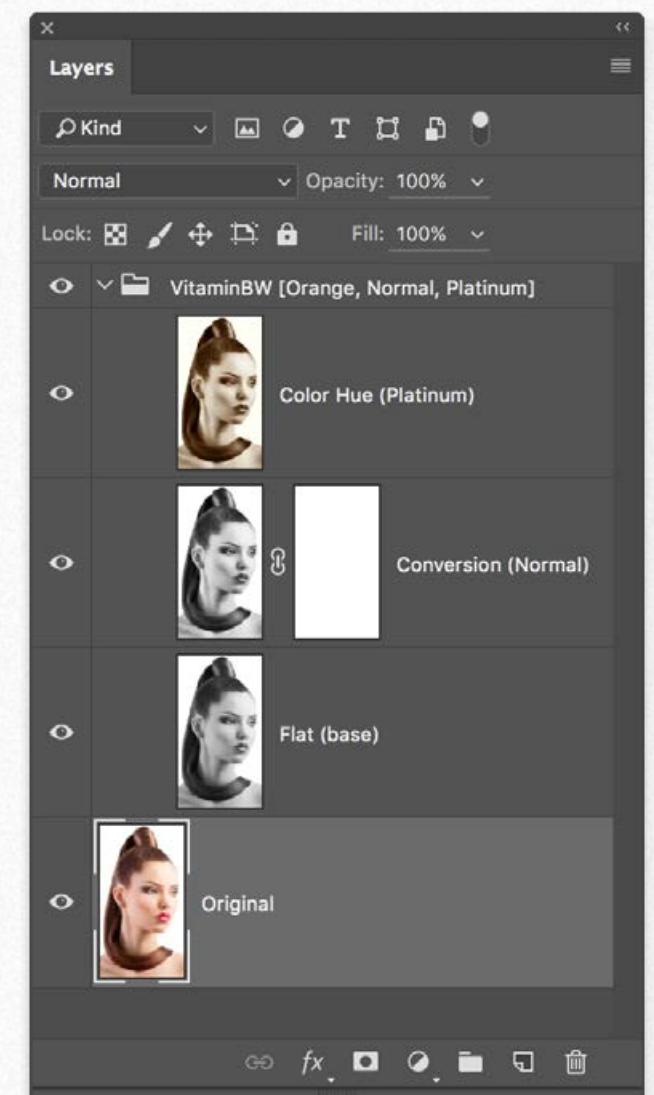 Layers
Kind
T
Normal Opacity: 100%
Lock: Fill: 100%
VitaminBW [Orange, Normal, Platinum]
Color Hue (Platinum)
Conversion (Normal)
Flat (base)
Original
fx